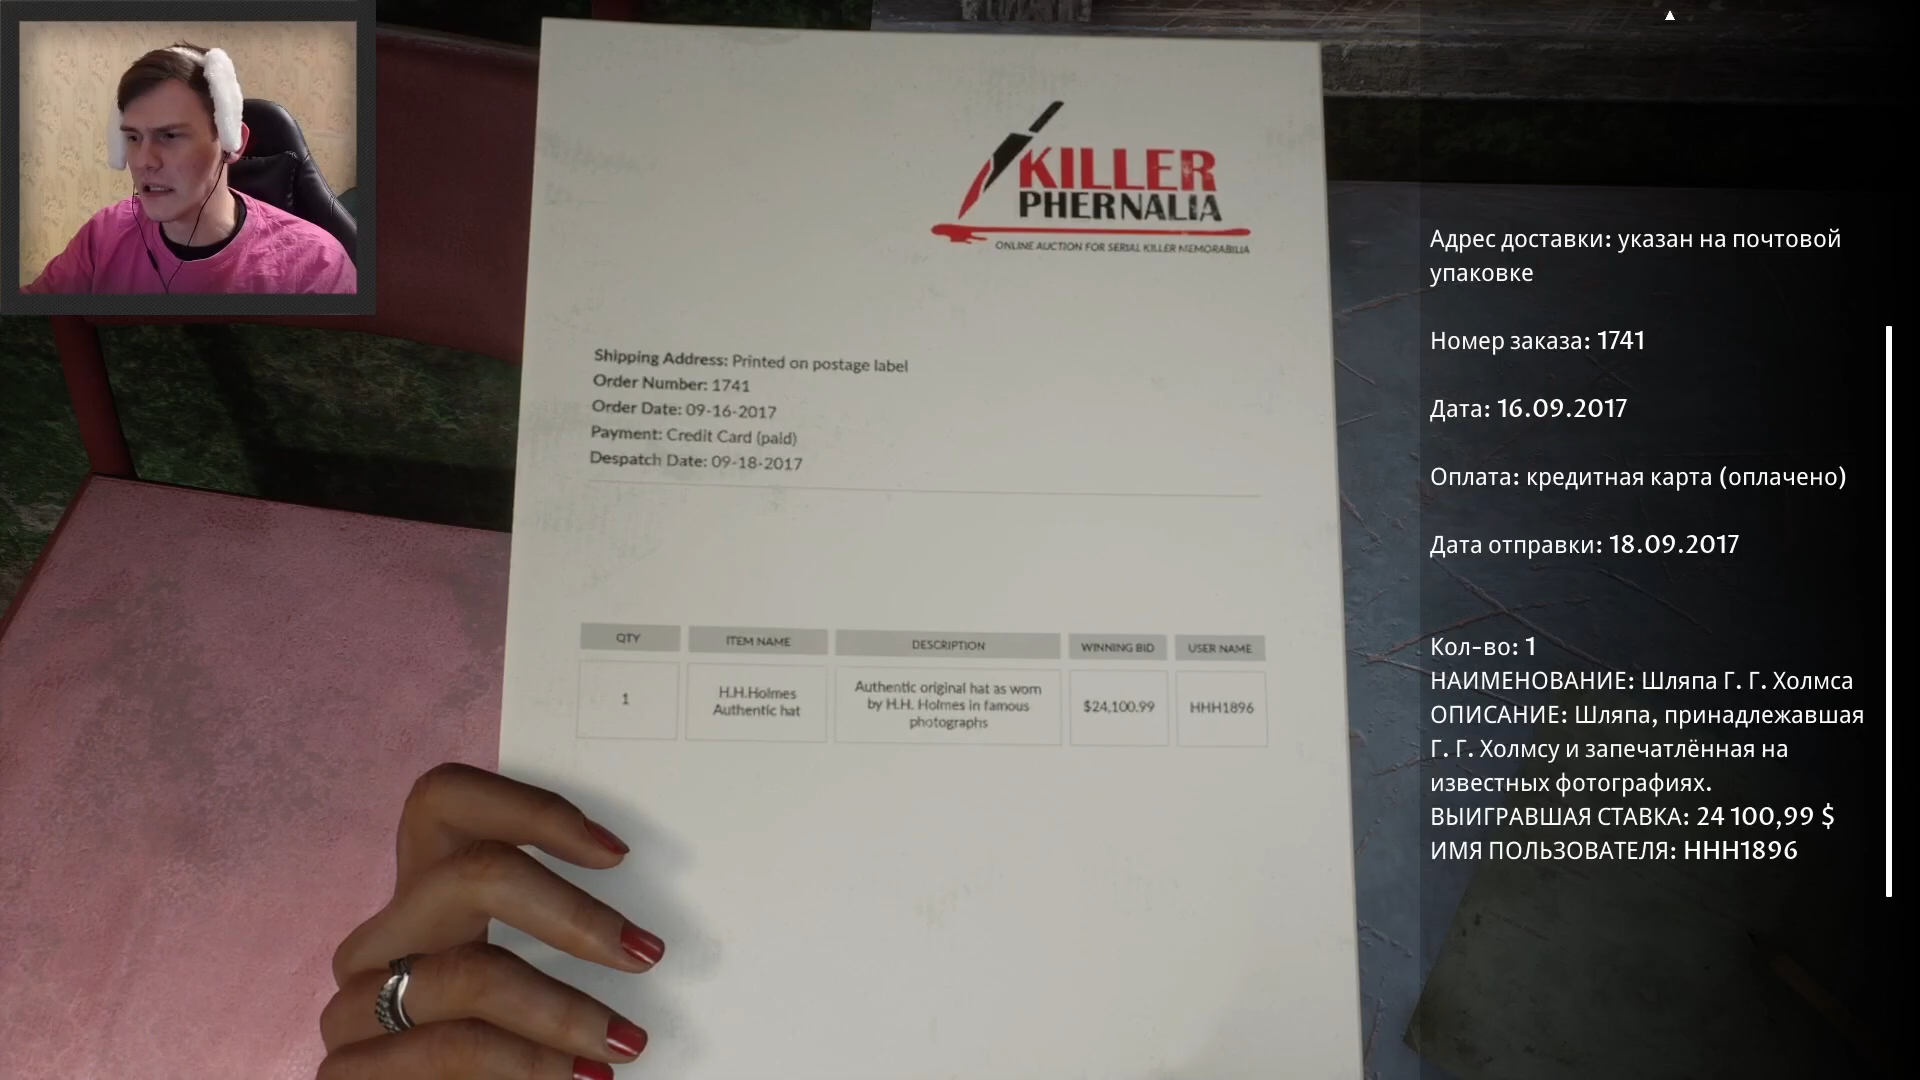 KILLER
PHERNALIA
ONLINE AUCTION FOR SERIAL KILLER MEMORABILIA
Shipping Address: Printed on postage label
Order Number: 1741
Order Date: 09-16-2017
Payment: Credit Card (paid)
Despatch Date: 09-18-2017
QTY ITEM NAME DESCRIPTION WINNING BID USER NAME
1
H.H.Holmes
Authentic hat
Authentic original hat as worn
by H.H. Holmes in famous
photographs
$24,100.99
HHH1896
Адрес доставки: указан на почтовой
упаковке
Номер заказа: 1741
Дата: 16.09.2017
Оплата: кредитная карта (оплачено)
Дата отправки: 18.09.2017
Кол-во: 1
НАИМЕНОВАНИЕ: Шляпа Г. Г. Холмса
ОПИСАНИЕ: Шляпа, принадлежавшая
Г. Г. Холмсу и запечатлённая на
известных фотографиях.
ВЫИГРАВШАЯ СТАВКА: 24 100,99 $
ИМЯ ПОЛЬЗОВАТЕЛЯ: HHH1896